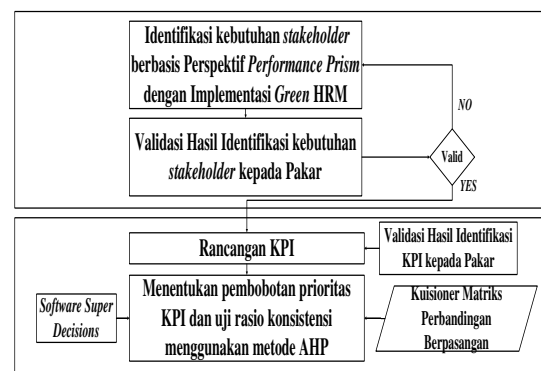 Identifikasi kebutuhan stakeholder
berbasis Perspektif Performance Prism
dengan Implementasi Green HRM
NO
Validasi Hasil Identifikasi kebutuhan
stakeholder kepada Pakar
Valid
YES
Rancangan KPI
Validasi Hasil Identifikasi
KPI kepada Pakar
Software Super
Decisions
Menentukan pembobotan prioritas
KPI dan uji rasio konsistensi
menggunakan metode AHP
Kuisioner Matriks
Perbandingan
Berpasangan